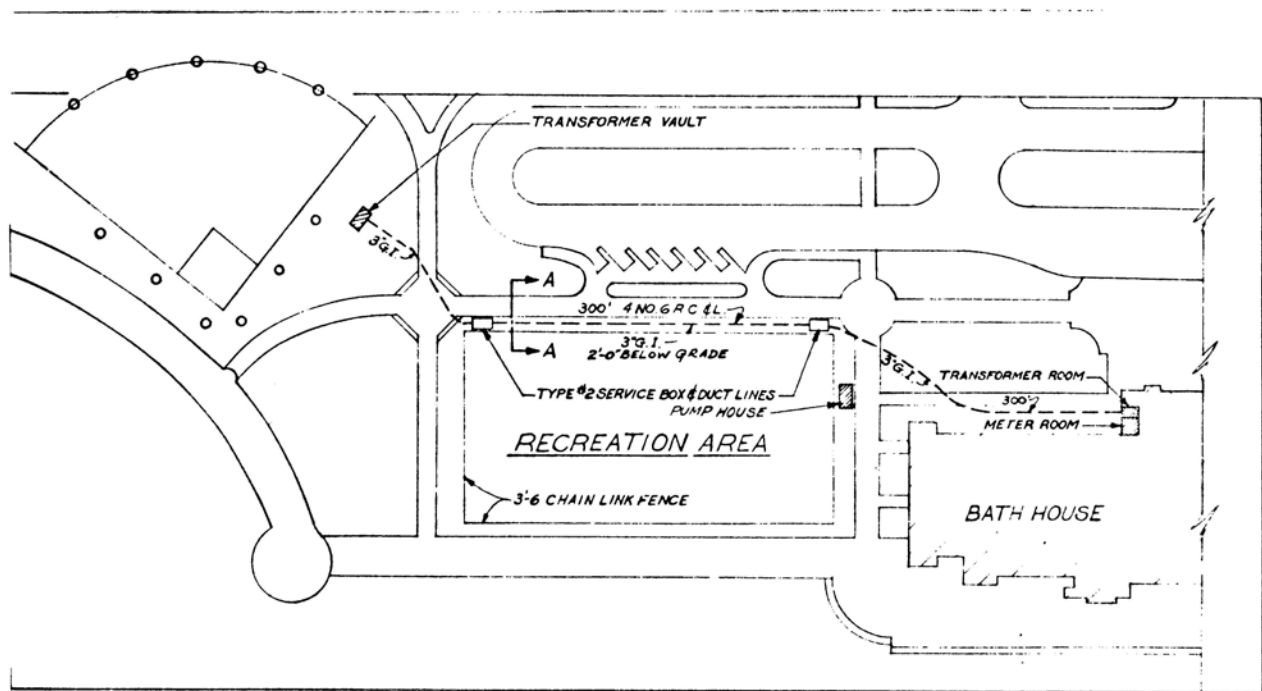 TRANSFORMER VAULT
3"G.I.
A
300' 4 NO. 6 R C & L.
3"G.I.
2'-0" BELOW GRADE
A
3"G.I.
TRANSFORMER ROOM
TYPE #2 SERVICE BOX & DUCT LINES
300'
PUMP HOUSE
METER ROOM
RECREATION AREA
3'-6 CHAIN LINK FENCE
BATH HOUSE